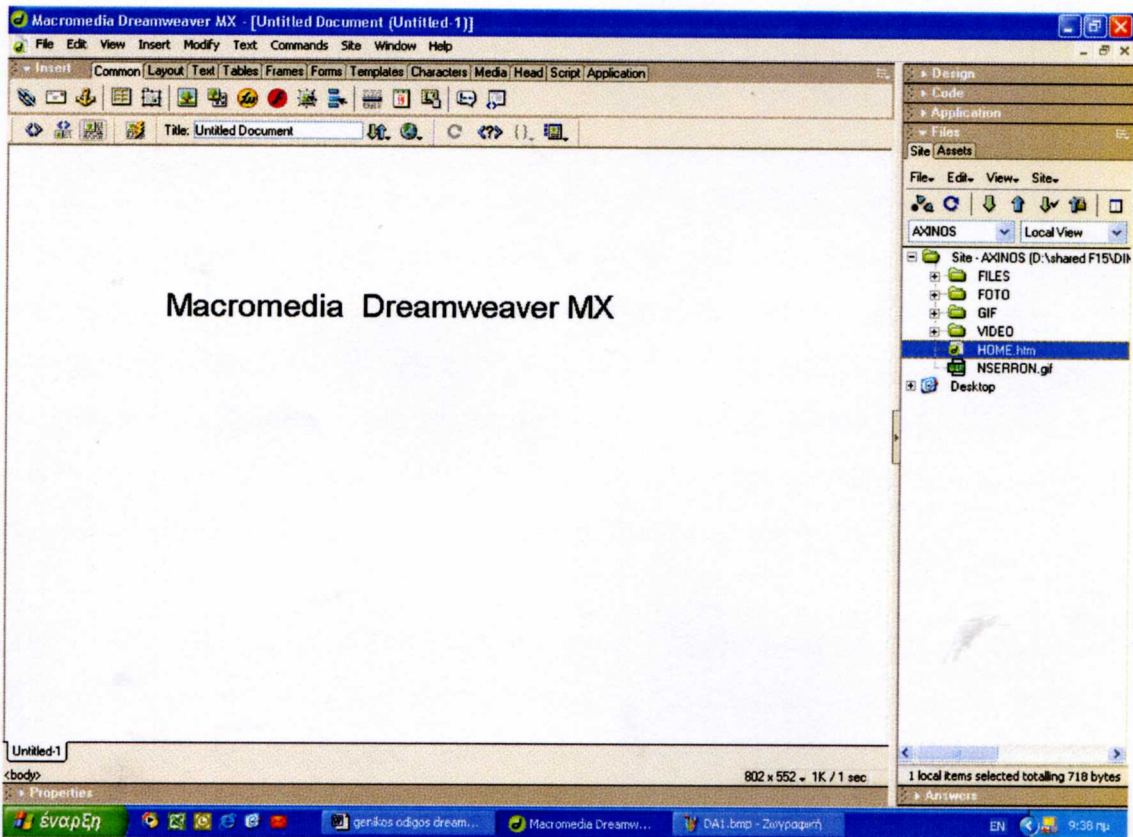 Macromedia Dreamweaver MX - [Untitled Document (Untitled-1)]
File Edit View Insert Modify Text Commands Site Window Help
Insert Common Layout Text Tables Frames Forms Templates Characters Media Head Script Application
Title: Untitled Document
Macromedia Dreamweaver MX
Untitled-1
<body>
802 x 552 1K / 1 sec
Properties
Design
Code
Application
Files
Site Assets
File Edit View Site
AXINOS Local View
Site - AXINOS (D:\shared F15\DI
FILES
FOTO
GIF
VIDEO
HOME.htm
NSERRON.gif
Desktop
1 local items selected totalling 718 bytes
Answers
έναρξη genikos odigos dream... Macromedia Dreamw... DA1.bmp - Ζωγραφική EN 9:38 πμ